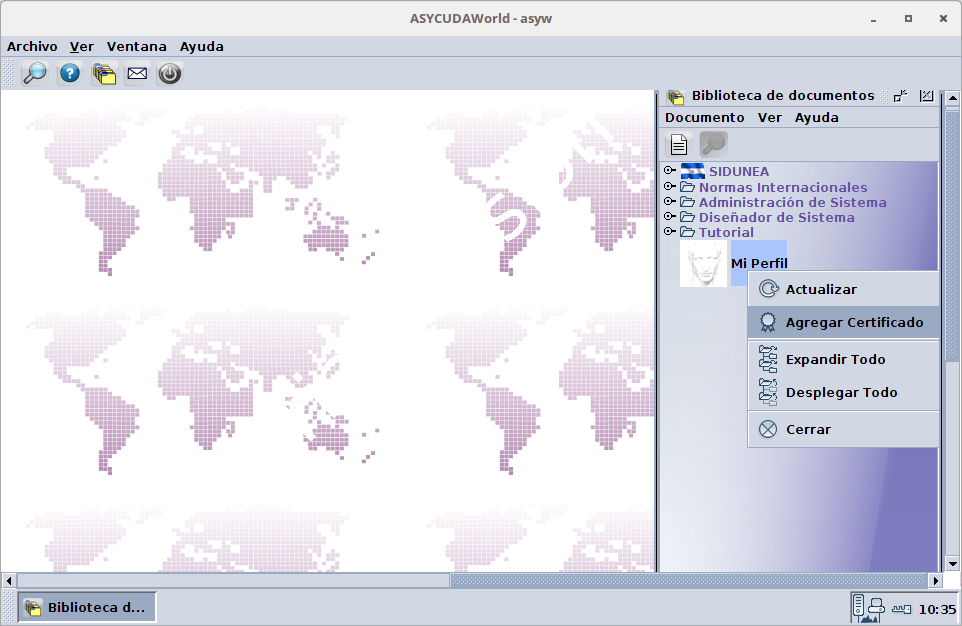 ASYCUDAWorld - asyw
Archivo Ver Ventana Ayuda
Biblioteca de documentos
Documento Ver Ayuda
SIDUNEA
Normas Internacionales
Administración de Sistema
Diseñador de Sistema
Tutorial
Mi Perfil
Actualizar
Agregar Certificado
Expandir Todo
Desplegar Todo
Cerrar
Biblioteca d...
10:35